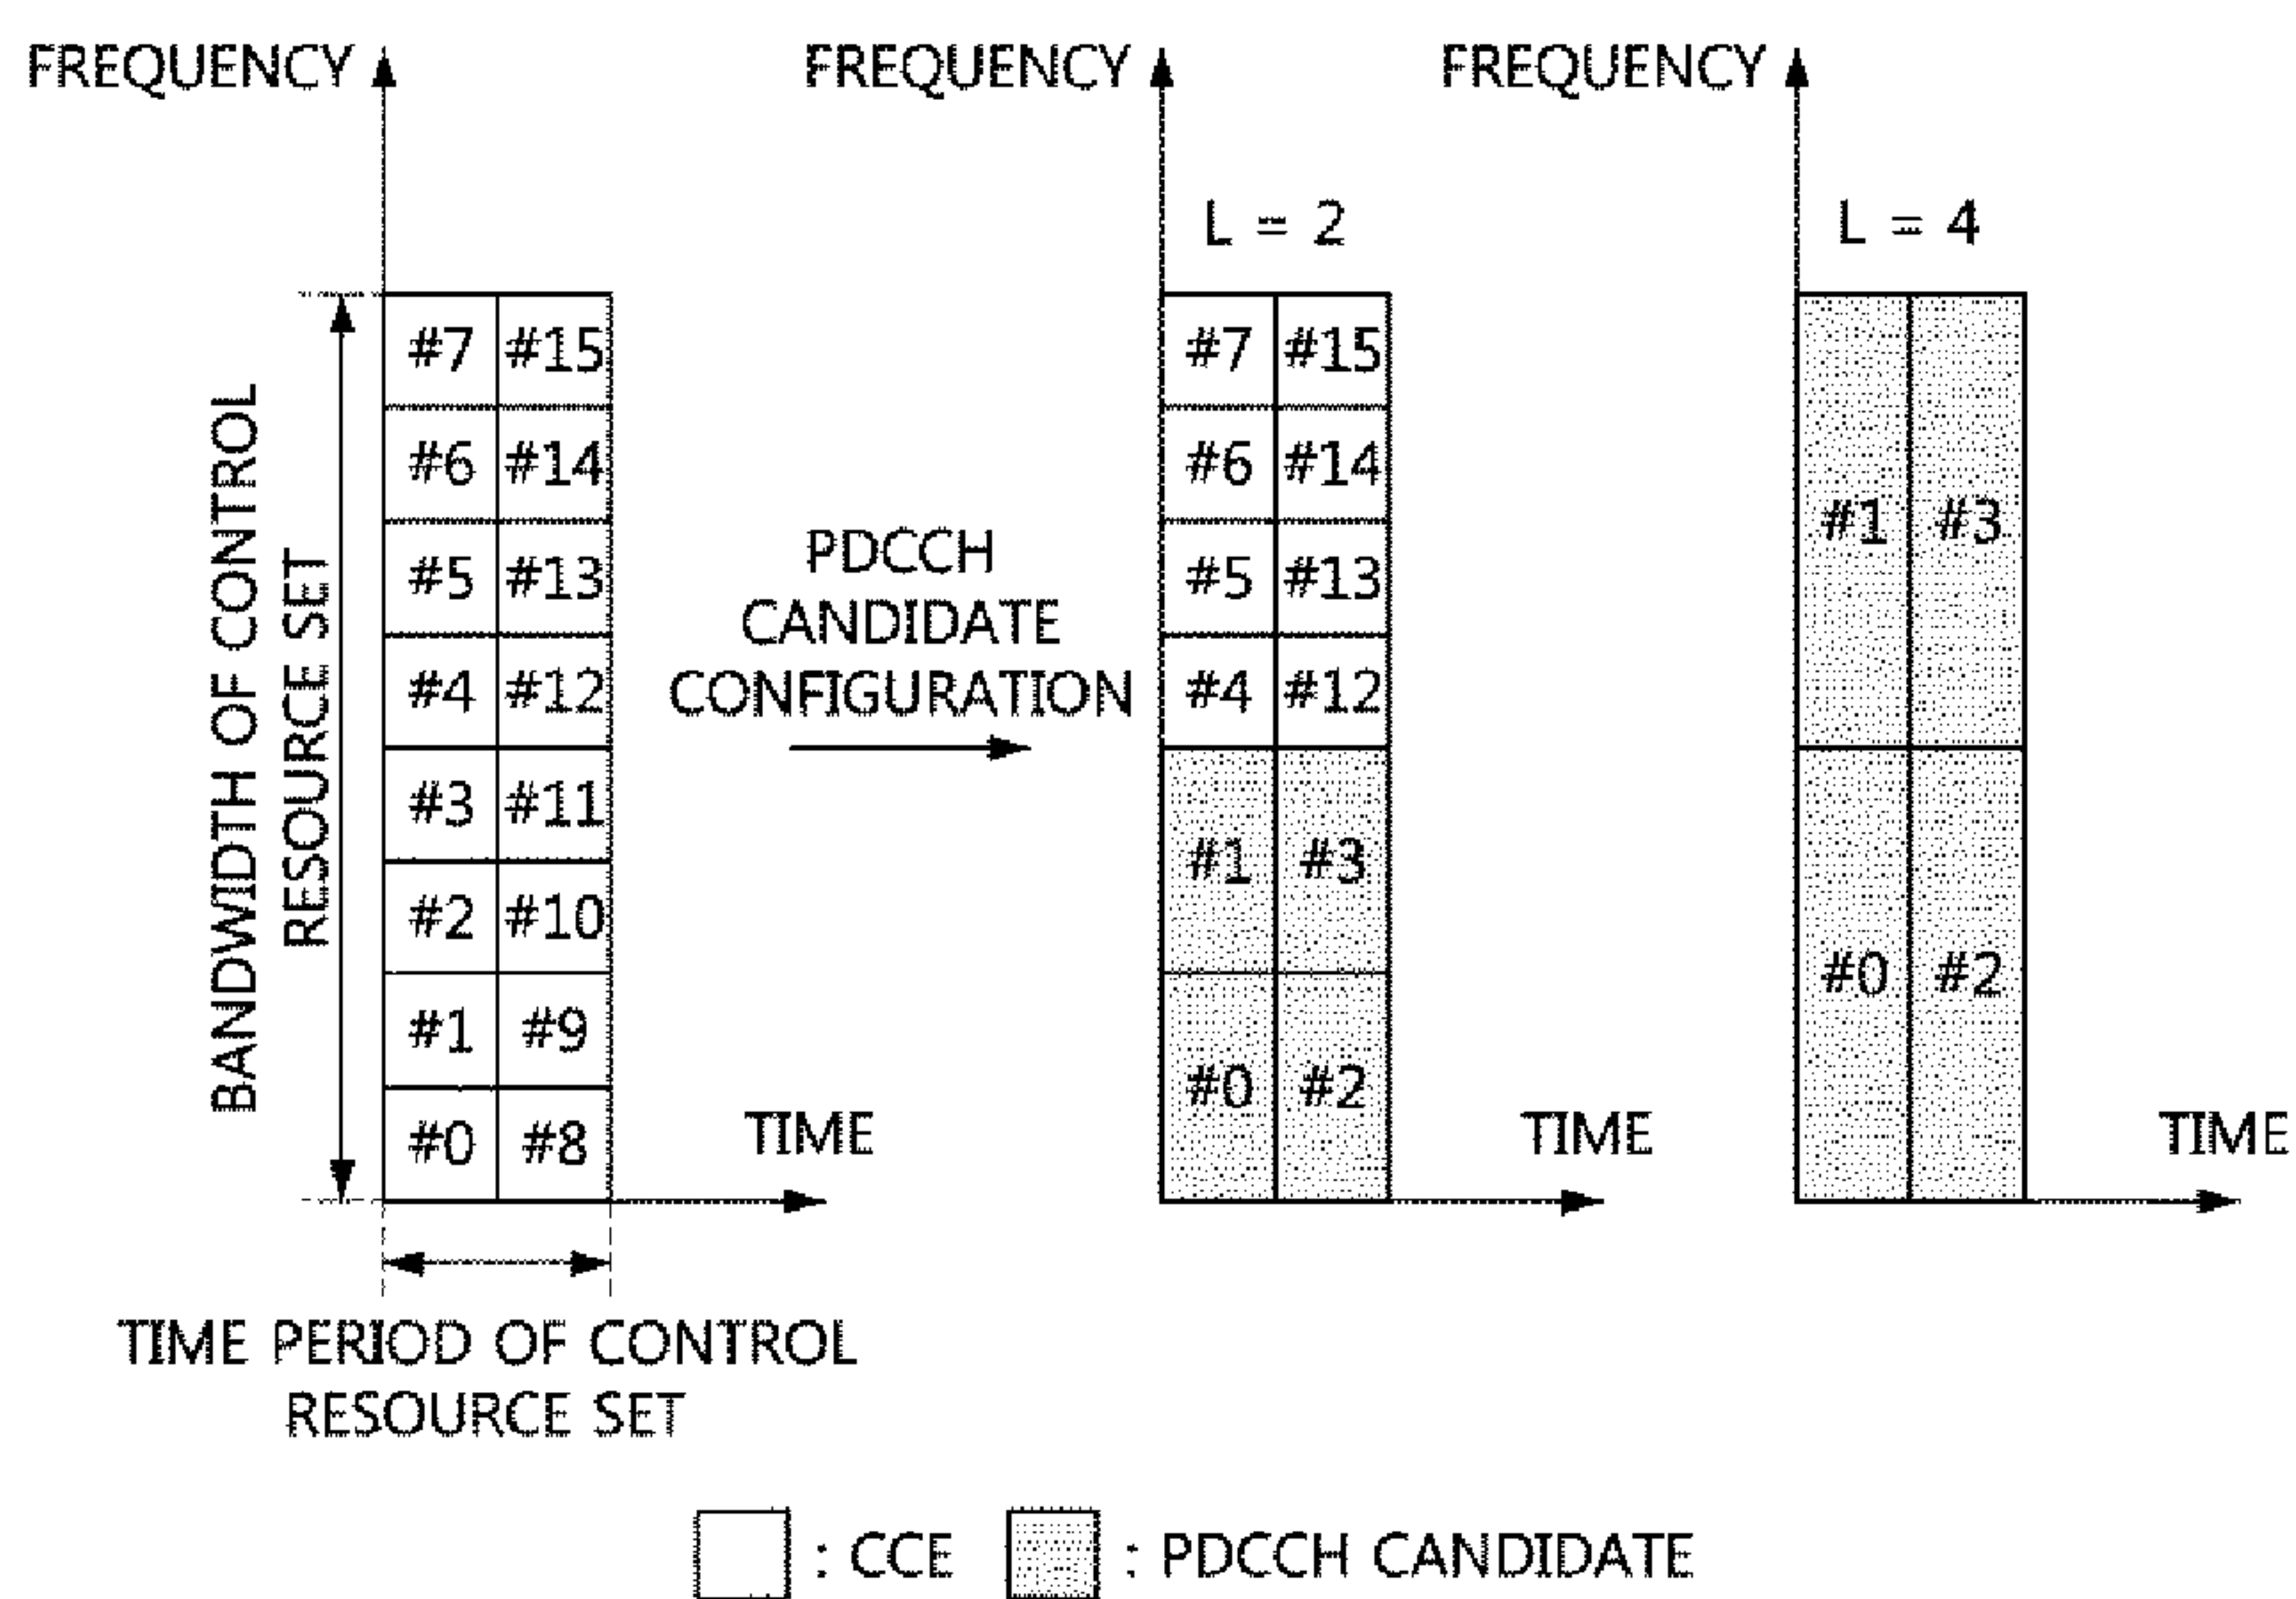 FREQUENCY
FREQUENCY
FREQUENCY
L = 2
L = 4
BANDWIDTH OF CONTROL
RESOURCE SET
#7 #15
#6 #14
#5 #13
#4 #12
#3 #11
#2 #10
#1 #9
#0 #8
TIME
TIME PERIOD OF CONTROL
RESOURCE SET
PDCCH
CANDIDATE
CONFIGURATION
#7 #15
#6 #14
#5 #13
#4 #12
#1 #3
#0 #2
TIME
#1 #3
#0 #2
TIME
: CCE
: PDCCH CANDIDATE